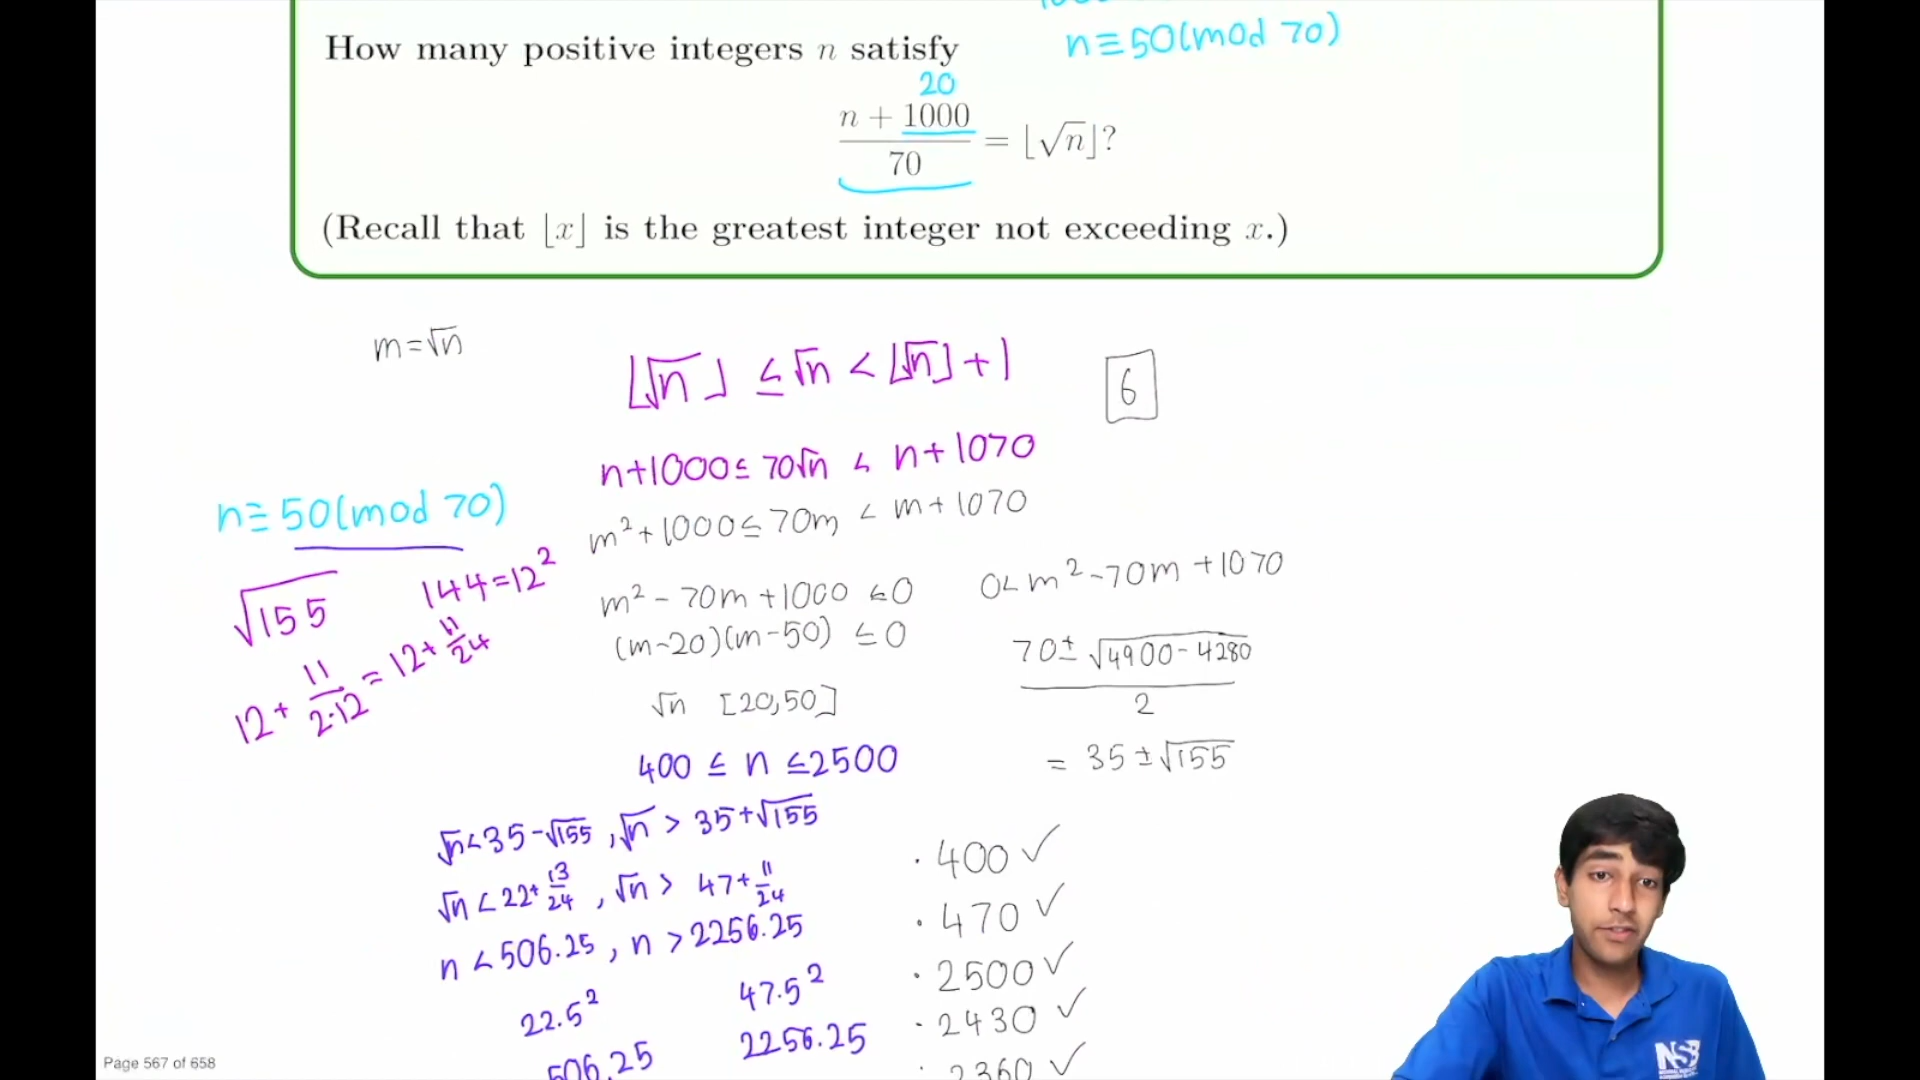 n≡50(mod 70)
How many positive integers n satisfy
20
n + 1000
70
= ⌊√n⌋?
(Recall that ⌊x⌋ is the greatest integer not exceeding x.)
m=√n
⌊√n⌋ ≤ √n < ⌊√n⌋+1
6
n+1000≤ 70√n < n+1070
m²+1000≤70m < m+1070
n≡50(mod 70)
√155
144=12²
12+ 11/2·12 = 12+ 11/24
m²-70m+1000 ≤0
0<m²-70m+1070
(m-20)(m-50) ≤0
70±√4900-4280
2
√n [20,50]
= 35±√155
400 ≤ n ≤2500
√n<35-√155, √n > 35+√155
√n <22+ 13/24, √n > 47+ 11/24
n <506.25, n >2256.25
22.5²
47.5²
506.25
2256.25
· 400 ✓
· 470 ✓
· 2500 ✓
· 2430 ✓
· 2360 ✓
Page 567 of 658
NSB